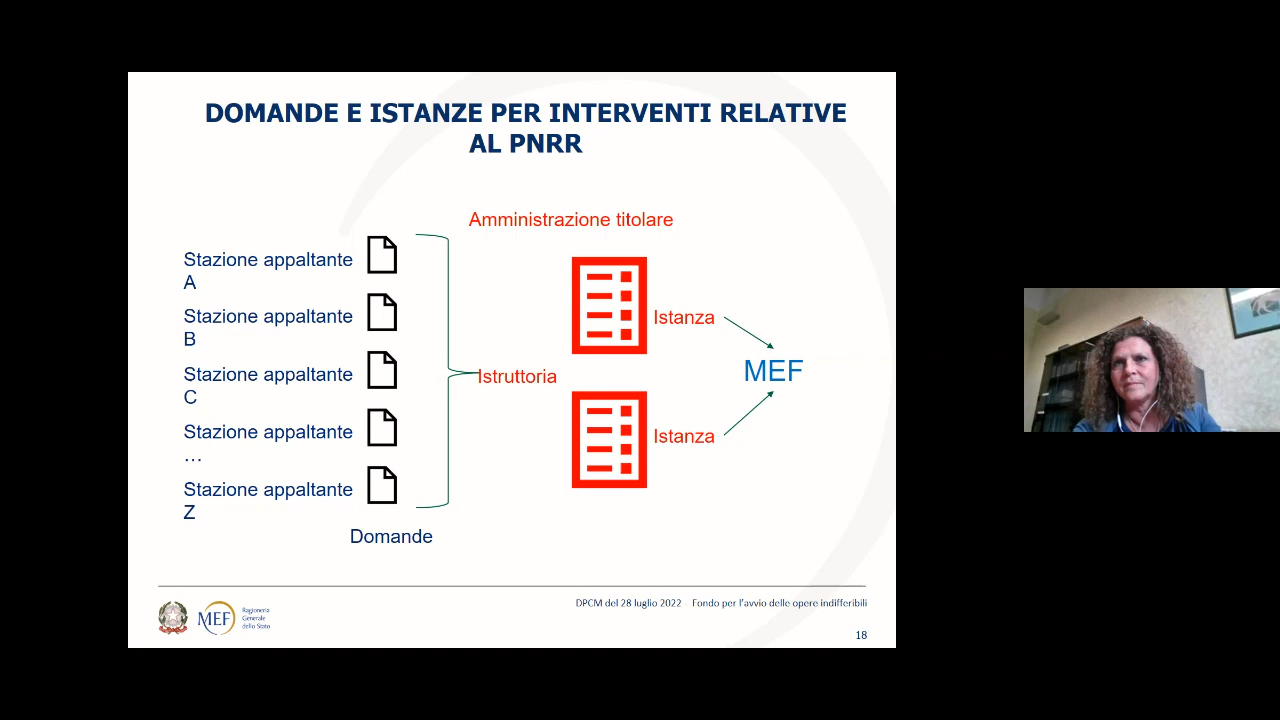 DOMANDE E ISTANZE PER INTERVENTI RELATIVE
AL PNRR
Amministrazione titolare
Stazione appaltante
A
Stazione appaltante
B
Stazione appaltante
C
Stazione appaltante
…
Stazione appaltante
Z
Domande
Istruttoria
Istanza
Istanza
MEF
DPCM del 28 luglio 2022 - Fondo per l'avvio delle opere indifferibili
MEF
Ragioneria
Generale
dello Stato
18